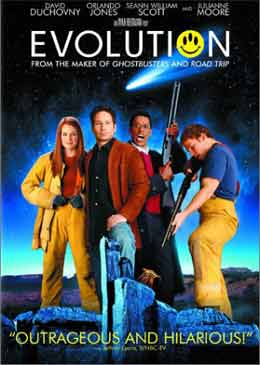 DAVID DUCHOVNY
ORLANDO JONES
SEANN WILLIAM SCOTT
AND
JULIANNE MOORE
EVOLUTION
FROM THE MAKER OF GHOSTBUSTERS AND ROAD TRIP
"OUTRAGEOUS AND HILARIOUS!"